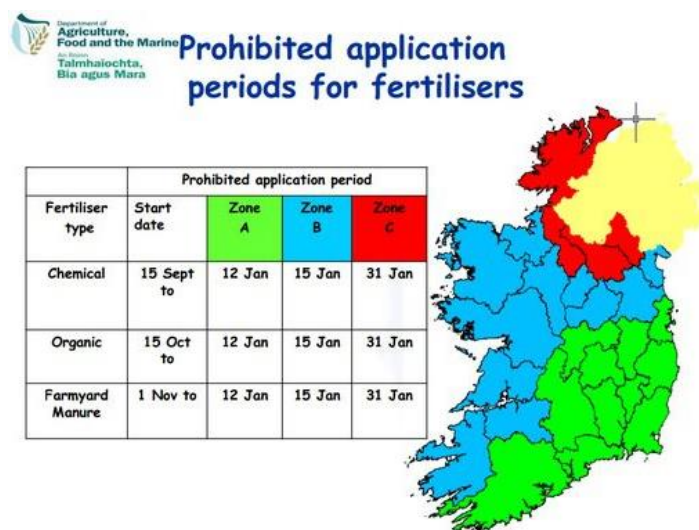 Department of
Agriculture,
Food and the Marine
An Roinn
Talmhaíochta,
Bia agus Mara
Prohibited application
periods for fertilisers
Prohibited application period
Fertiliser type Start date Zone A Zone B Zone C
Chemical 15 Sept to 12 Jan 15 Jan 31 Jan
Organic 15 Oct to 12 Jan 15 Jan 31 Jan
Farmyard Manure 1 Nov to 12 Jan 15 Jan 31 Jan